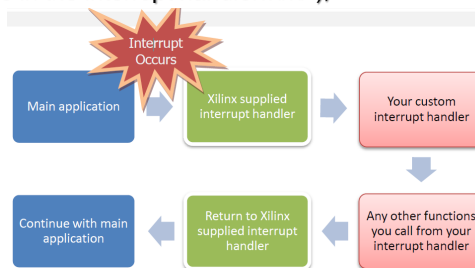 Interrupt
Occurs
Main application
Xilinx supplied
interrupt handler
Your custom
interrupt handler
Continue with main
application
Return to Xilinx
supplied interrupt
handler
Any other functions
you call from your
interrupt handler